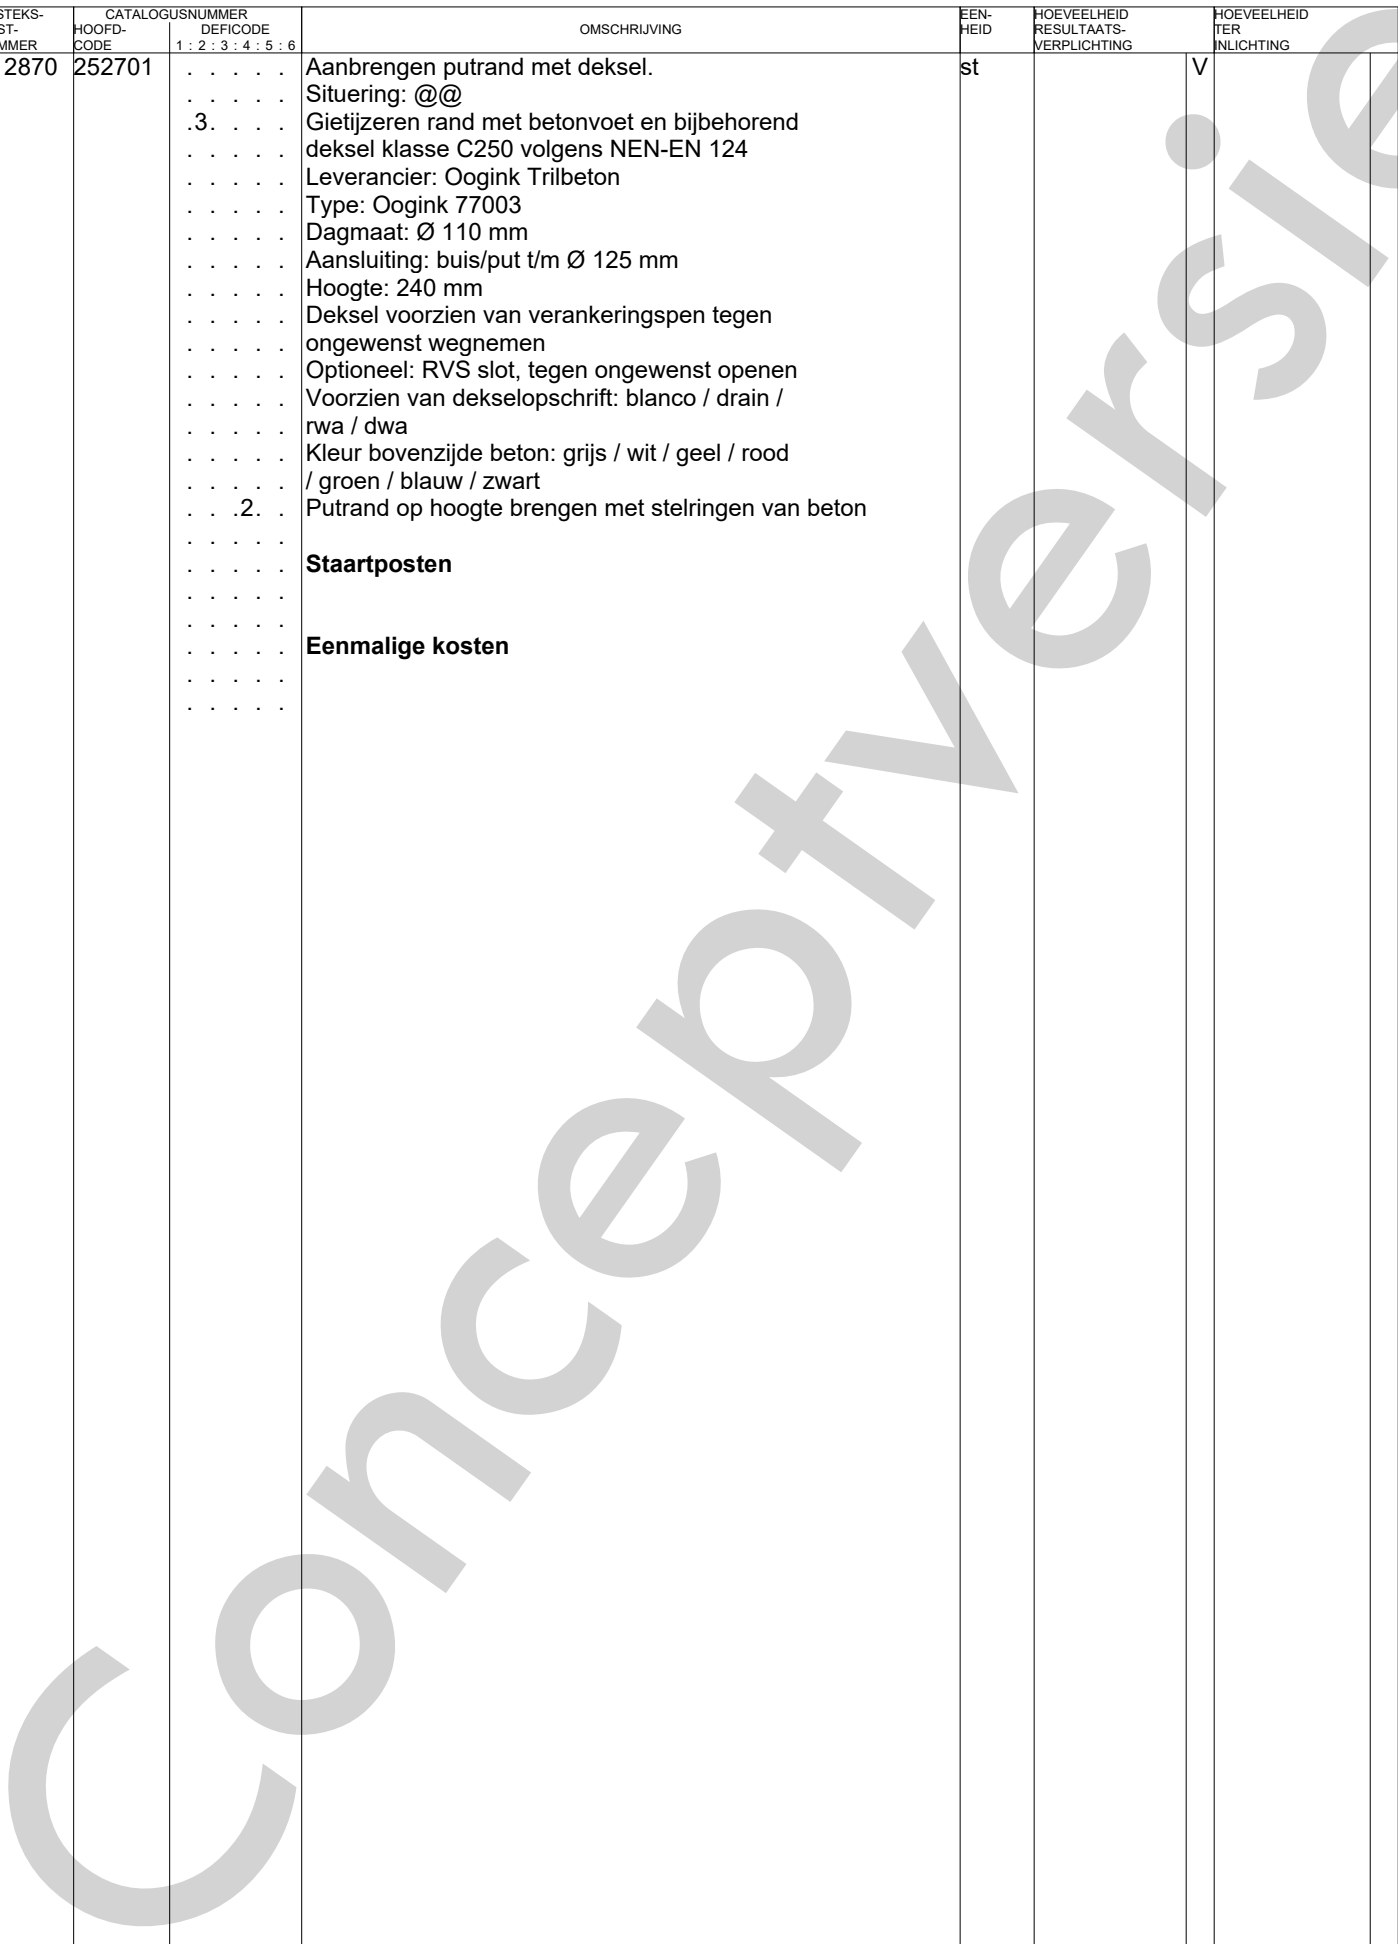 STEKS- CATALOGUSNUMMER EEN- HOEVEELHEID HOEVEELHEID
ST- HOOFD- DEFICODE OMSCHRIJVING HEID RESULTAATS- TER
MMER CODE 1 : 2 : 3 : 4 : 5 : 6 VERPLICHTING INLICHTING
2870 252701 . . . . . Aanbrengen putrand met deksel. st V
. . . . . Situering: @@
.3. . . . Gietijzeren rand met betonvoet en bijbehorend
. . . . . deksel klasse C250 volgens NEN-EN 124
. . . . . Leverancier: Oogink Trilbeton
. . . . . Type: Oogink 77003
. . . . . Dagmaat: Ø 110 mm
. . . . . Aansluiting: buis/put t/m Ø 125 mm
. . . . . Hoogte: 240 mm
. . . . . Deksel voorzien van verankeringspen tegen
. . . . . ongewenst wegnemen
. . . . . Optioneel: RVS slot, tegen ongewenst openen
. . . . . Voorzien van dekselopschrift: blanco / drain /
. . . . . rwa / dwa
. . . . . Kleur bovenzijde beton: grijs / wit / geel / rood
. . . . . / groen / blauw / zwart
. . .2. . Putrand op hoogte brengen met stelringen van beton
. . . . .
. . . . . Staartposten
. . . . .
. . . . .
. . . . . Eenmalige kosten
. . . . .
. . . . .
Conceptversie